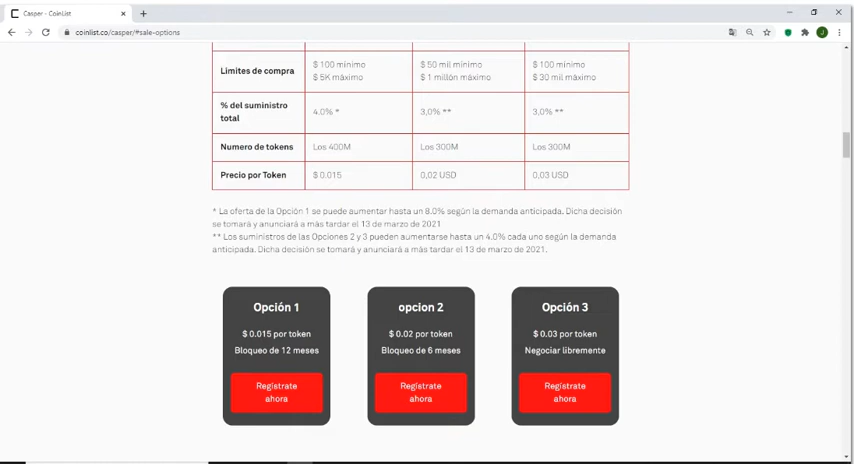 Casper - CoinList
coinlist.co/casper/#sale-options
J
Limites de compra
$ 100 mínimo
$ 5K máximo
$ 50 mil mínimo
$ 1 millón máximo
$ 100 mínimo
$ 30 mil máximo
% del suministro
total
4.0% *
3,0% **
3,0% **
Numero de tokens
Los 400M
Los 300M
Los 300M
Precio por Token
$ 0.015
0,02 USD
0,03 USD
* La oferta de la Opción 1 se puede aumentar hasta un 8.0% según la demanda anticipada. Dicha decisión
se tomará y anunciará a más tardar el 13 de marzo de 2021
** Los suministros de las Opciones 2 y 3 pueden aumentarse hasta un 4.0% cada uno según la demanda
anticipada. Dicha decisión se tomará y anunciará a más tardar el 13 de marzo de 2021.
Opción 1
$ 0.015 por token
Bloqueo de 12 meses
Regístrate
ahora
opcion 2
$ 0.02 por token
Bloqueo de 6 meses
Regístrate
ahora
Opción 3
$ 0.03 por token
Negociar libremente
Regístrate
ahora